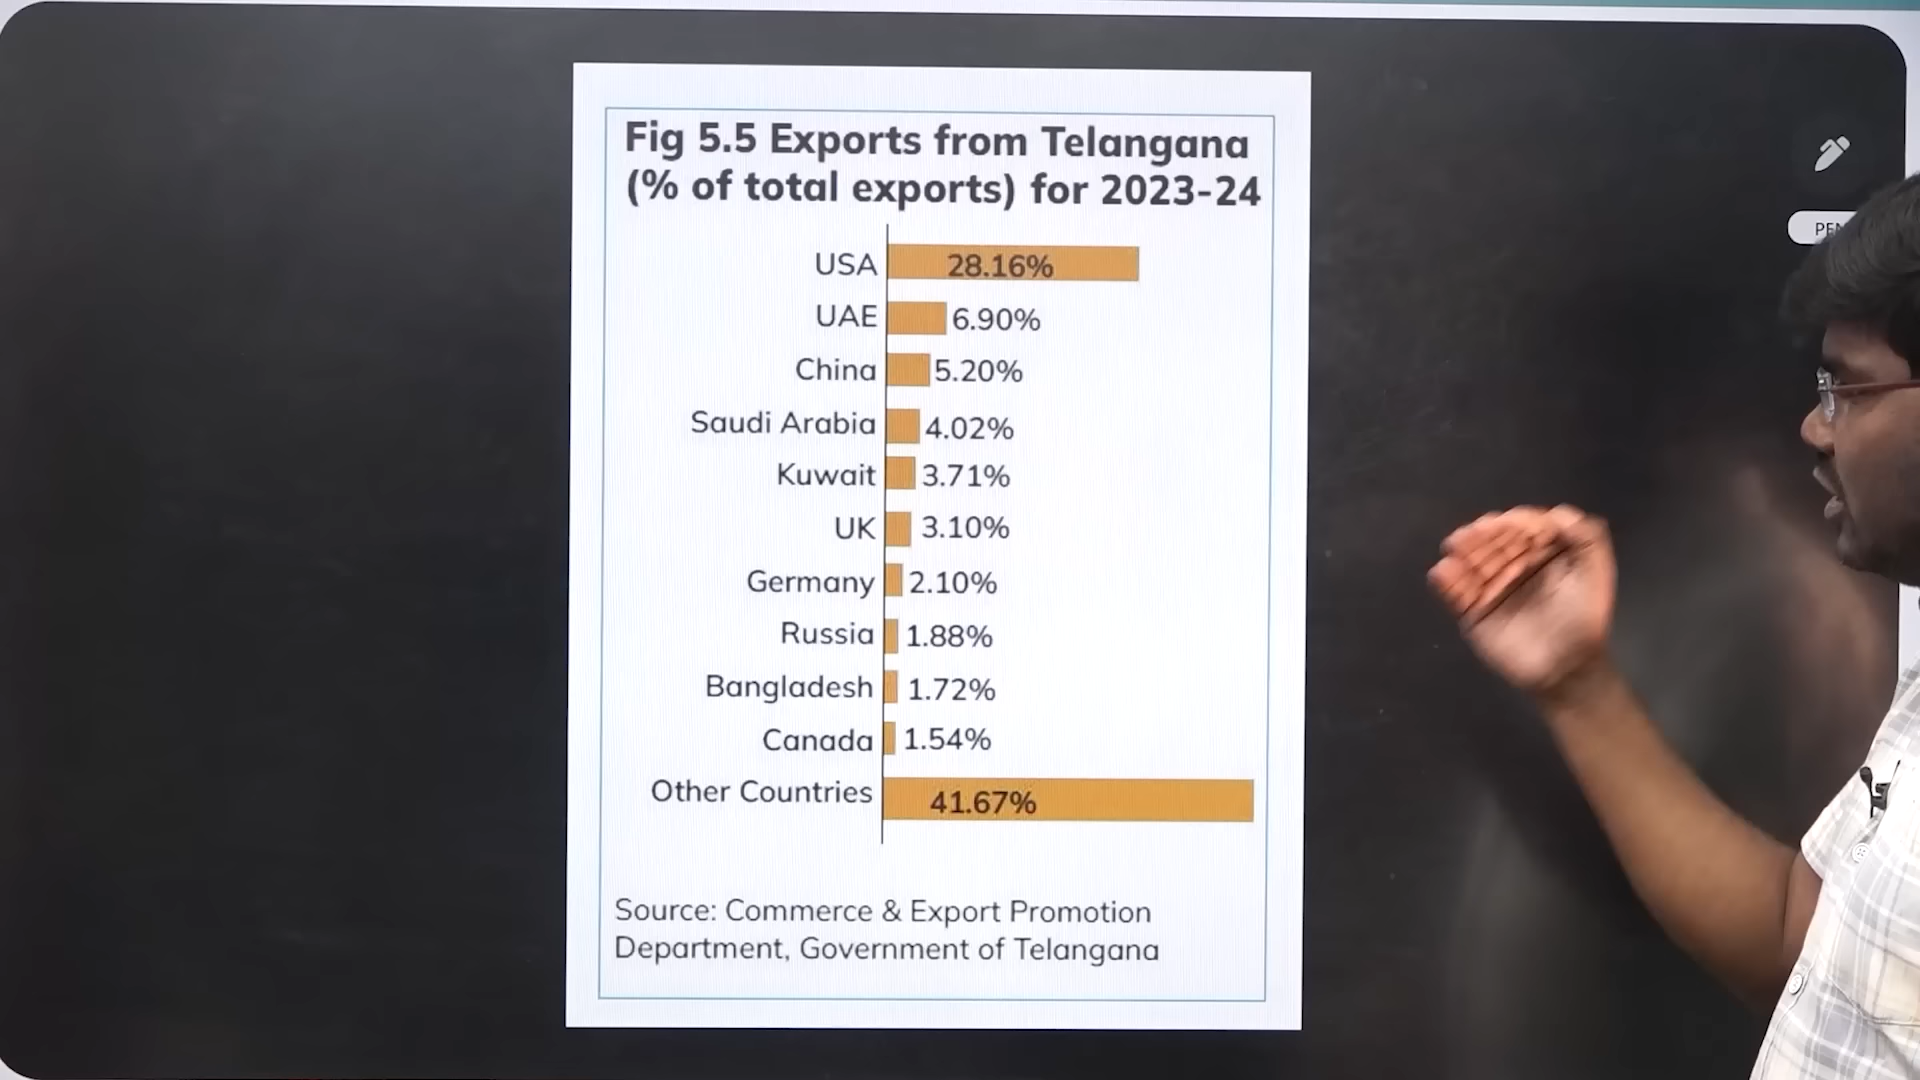 Fig 5.5 Exports from Telangana
(% of total exports) for 2023-24
USA 28.16%
UAE 6.90%
China 5.20%
Saudi Arabia 4.02%
Kuwait 3.71%
UK 3.10%
Germany 2.10%
Russia 1.88%
Bangladesh 1.72%
Canada 1.54%
Other Countries 41.67%
Source: Commerce & Export Promotion
Department, Government of Telangana